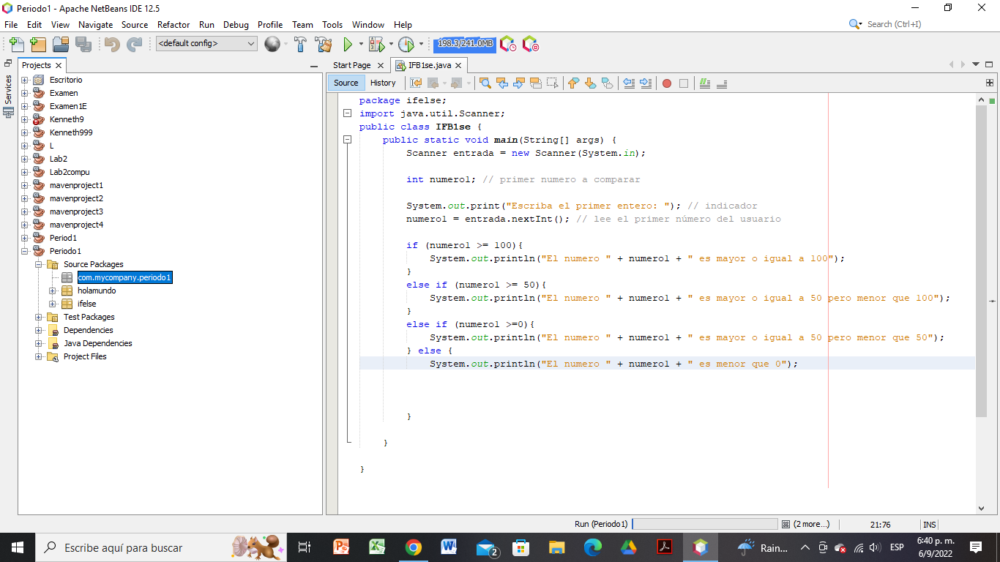 Periodo1 - Apache NetBeans IDE 12.5
File Edit View Navigate Source Refactor Run Debug Profile Team Tools Window Help
Search (Ctrl+I)
<default config>
198.3/241.0MB
Projects
Start Page
IFB1se.java
Services
Source History
Escritorio
Examen
Examen1E
Kenneth9
Kenneth999
L
Lab2
Lab2compu
mavenproject1
mavenproject2
mavenproject3
mavenproject4
Period1
Periodo1
Source Packages
com.mycompany.periodo1
holamundo
ifelse
Test Packages
Dependencies
Java Dependencies
Project Files
package ifelse;
import java.util.Scanner;
public class IFB1se {
public static void main(String[] args) {
Scanner entrada = new Scanner(System.in);
int numero1; // primer numero a comparar
System.out.print("Escriba el primer entero: "); // indicador
numero1 = entrada.nextInt(); // lee el primer número del usuario
if (numero1 >= 100){
System.out.println("El numero " + numero1 + " es mayor o igual a 100");
}
else if (numero1 >= 50){
System.out.println("El numero " + numero1 + " es mayor o igual a 50 pero menor que 100");
}
else if (numero1 >=0){
System.out.println("El numero " + numero1 + " es mayor o igual a 50 pero menor que 50");
} else {
System.out.println("El numero " + numero1 + " es menor que 0");
}
}
}
Run (Periodo1)
(2 more...)
21:76
INS
Escribe aquí para buscar
2
Rain...
ESP
6:40 p. m.
6/9/2022